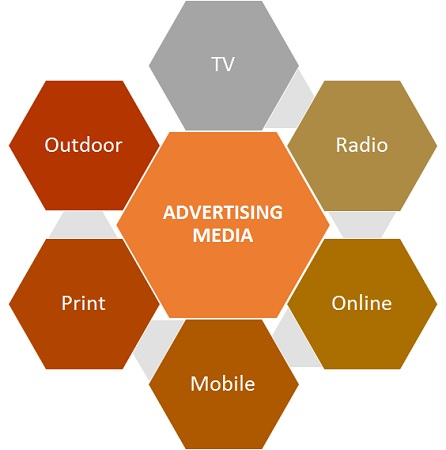 TV
Outdoor
Radio
ADVERTISING
MEDIA
Print
Online
Mobile